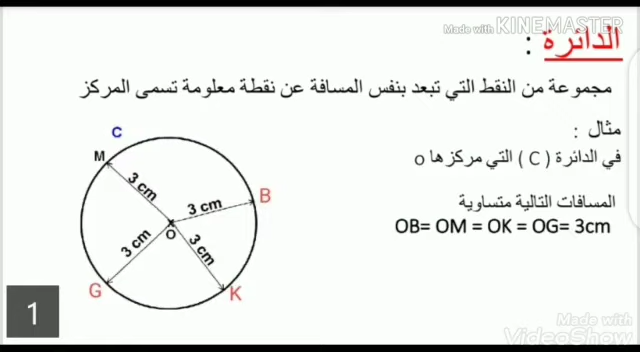 Made with KINEMASTER
الدائرة :
مجموعة من النقط التي تبعد بنفس المسافة عن نقطة معلومة تسمى المركز
مثال :
في الدائرة ( C ) التي مركزها o
المسافات التالية متساوية
OB= OM = OK = OG= 3cm
C
M
B
3 cm
3 cm
O
3 cm
3 cm
G
K
1
Made with
VideoShow